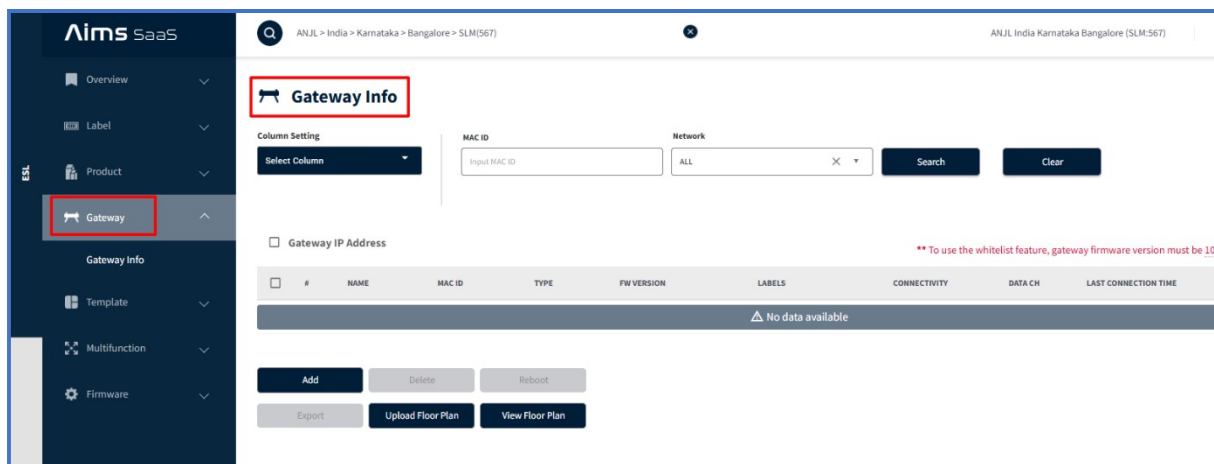 Aims SaaS
ANJL > India > Karnataka > Bangalore > SLM(567)
ANJL India Karnataka Bangalore (SLM:567)
ESL
Overview
Label
Product
Gateway
Gateway Info
Template
Multifunction
Firmware
Gateway Info
Column Setting
Select Column
MAC ID
Input MAC ID
Network
ALL
Search
Clear
Gateway IP Address
** To use the whitelist feature, gateway firmware version must be 10
# NAME MAC ID TYPE FW VERSION LABELS CONNECTIVITY DATA CH LAST CONNECTION TIME
No data available
Add Delete Reboot
Export Upload Floor Plan View Floor Plan